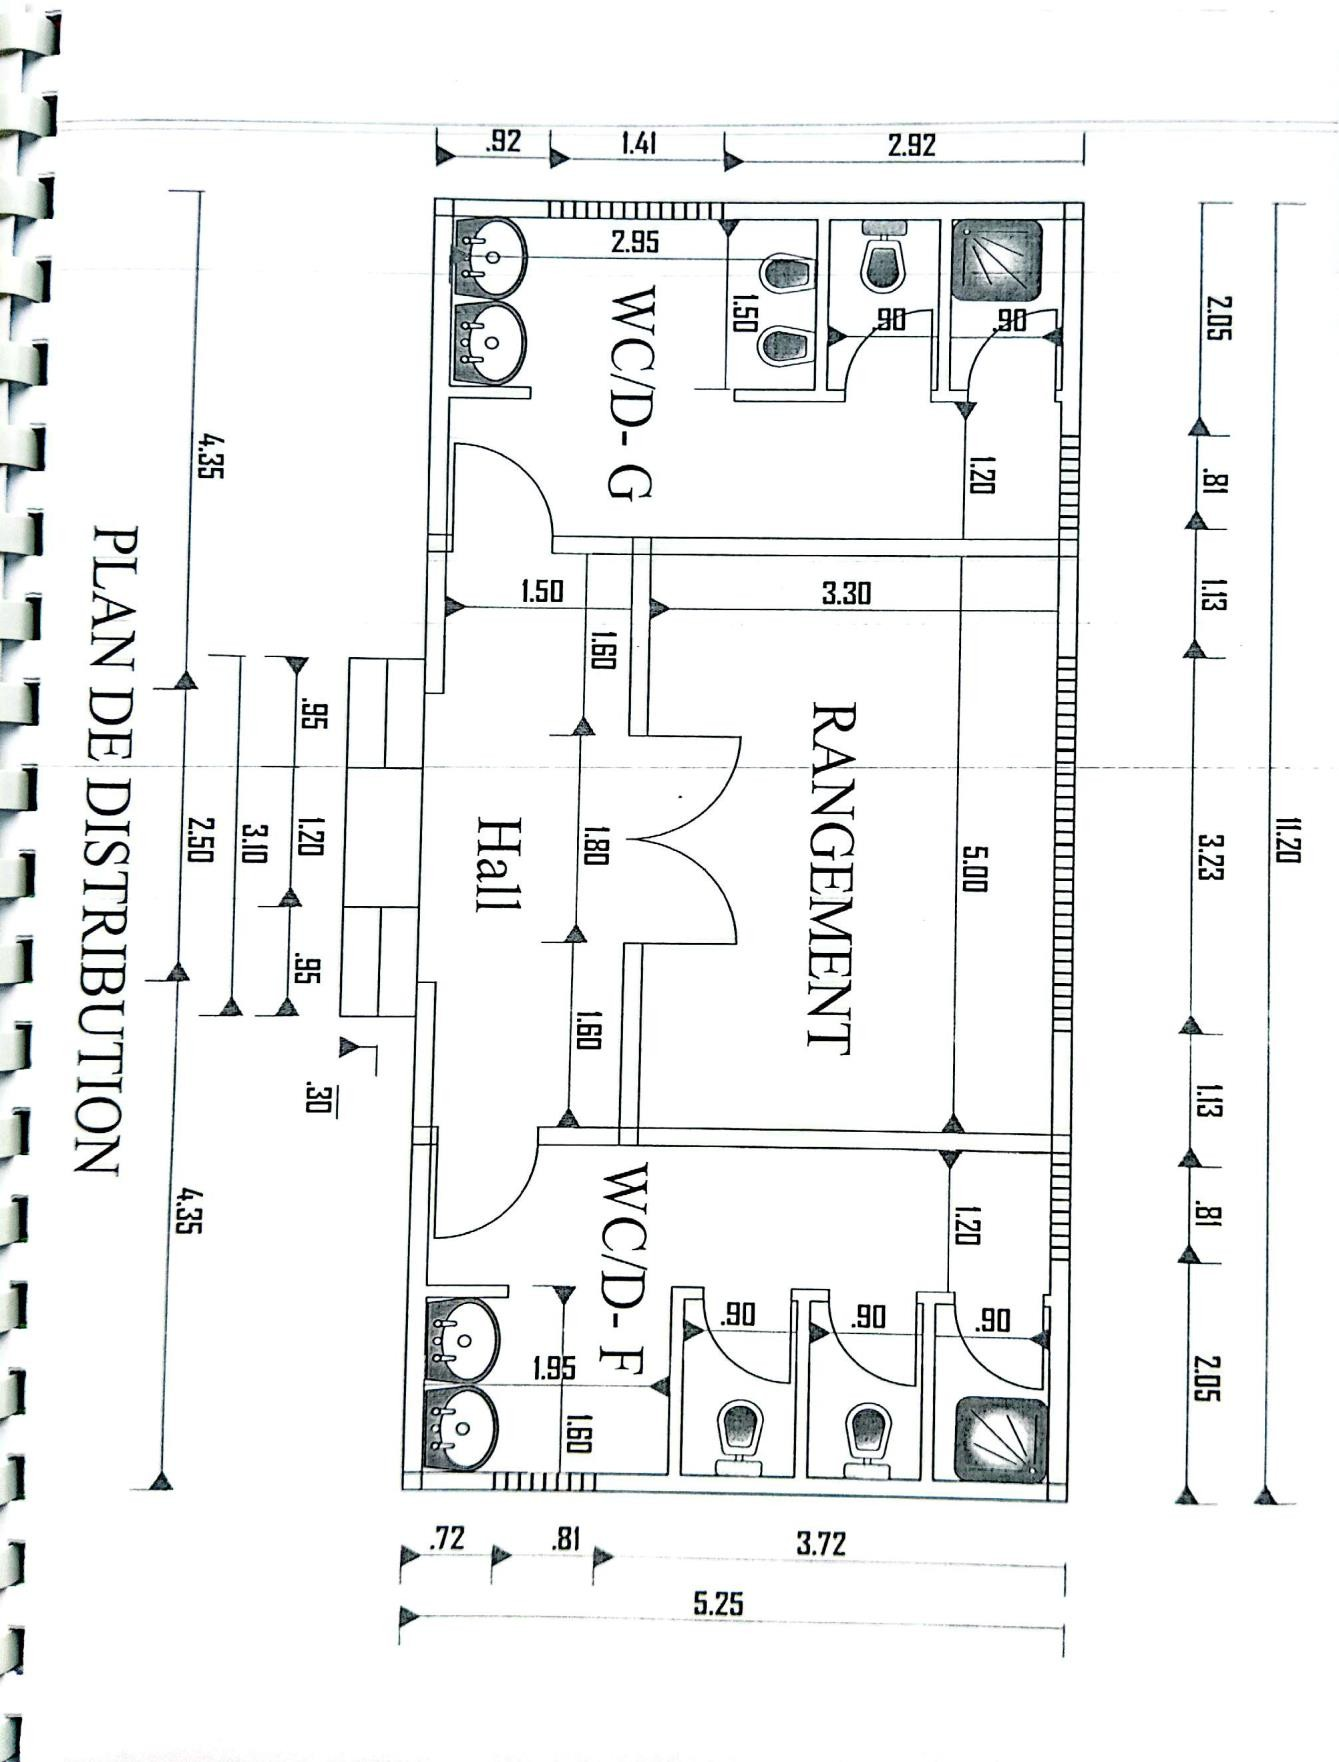 11.20
2.05 .81 1.13 3.23 1.13 .81 2.05
2.92
1.41
.92
.90
.90
2.95
1.50
WC/D- G
1.20
3.30
1.50
RANGEMENT
5.00
1.60 1.80 1.60
Hall
1.20
.90
.90
.90
WC/D- F
1.95
1.60
3.72
.81
.72
5.25
.95 1.20 .95
.30
3.10
4.35 2.50 4.35
PLAN DE DISTRIBUTION